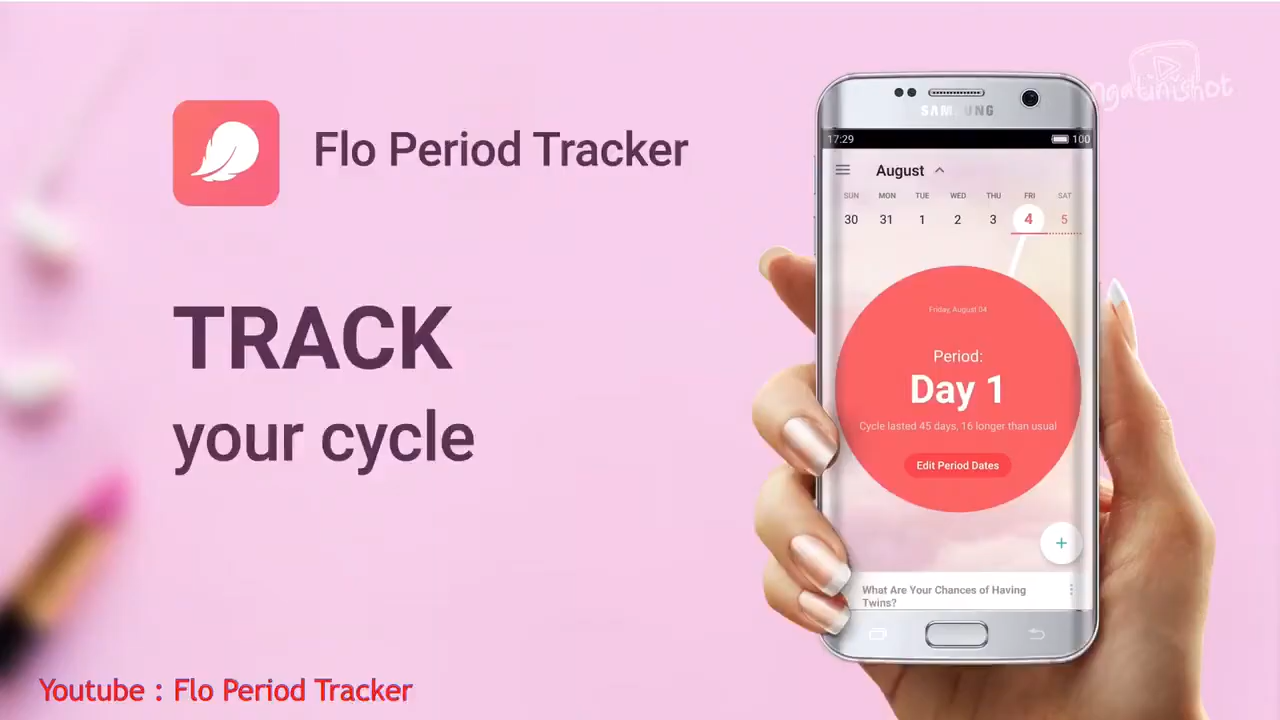 Flo Period Tracker
TRACK
your cycle
SAMSUNG
17:29
100
August
SUN MON TUE WED THU FRI SAT
30 31 1 2 3 4 5
Friday, August 04
Period:
Day 1
Cycle lasted 45 days, 16 longer than usual
Edit Period Dates
+
What Are Your Chances of Having
Twins?
Youtube : Flo Period Tracker